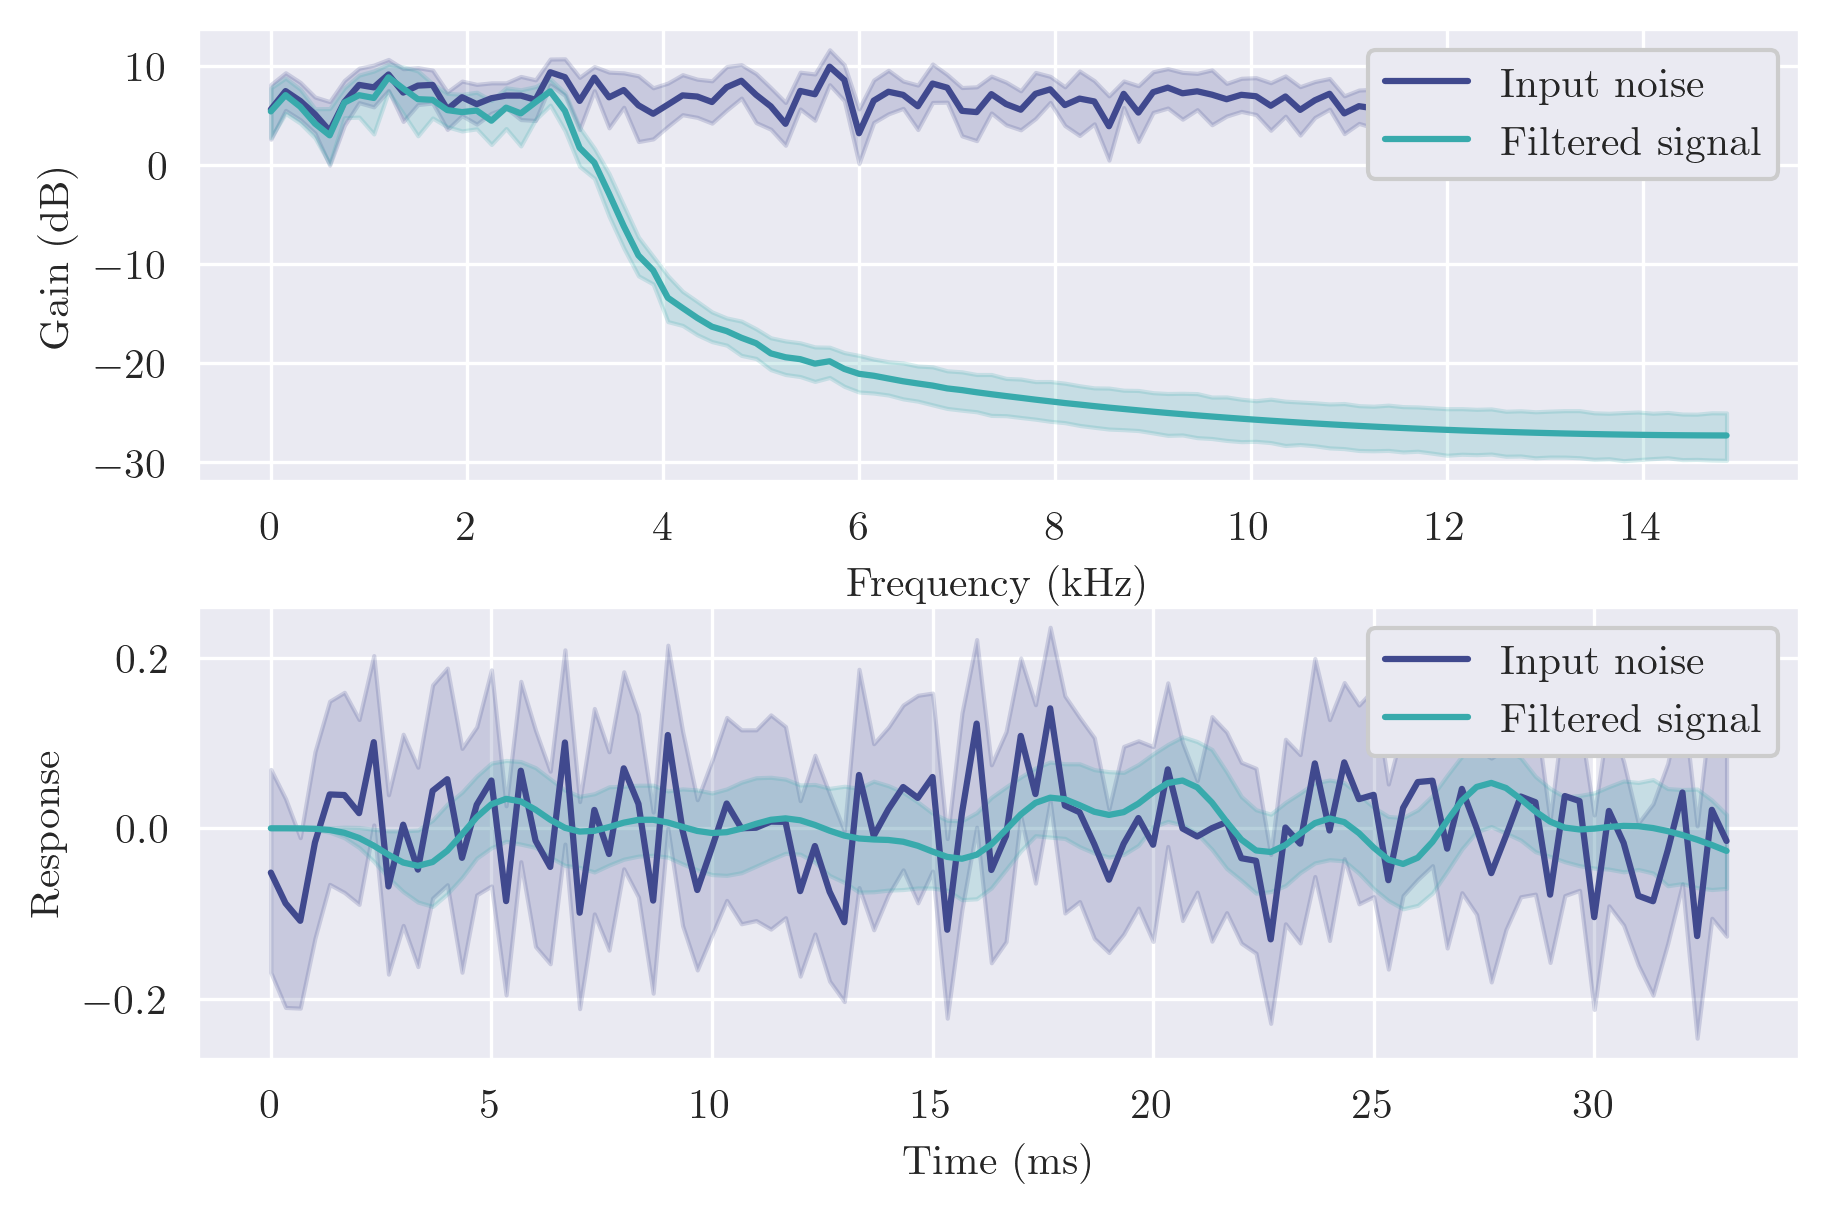 10
0
−10
−20
−30
Gain (dB)
Input noise
Filtered signal
0 2 4 6 8 10 12 14
Frequency (kHz)
0.2
0.0
−0.2
Response
Input noise
Filtered signal
0 5 10 15 20 25 30
Time (ms)